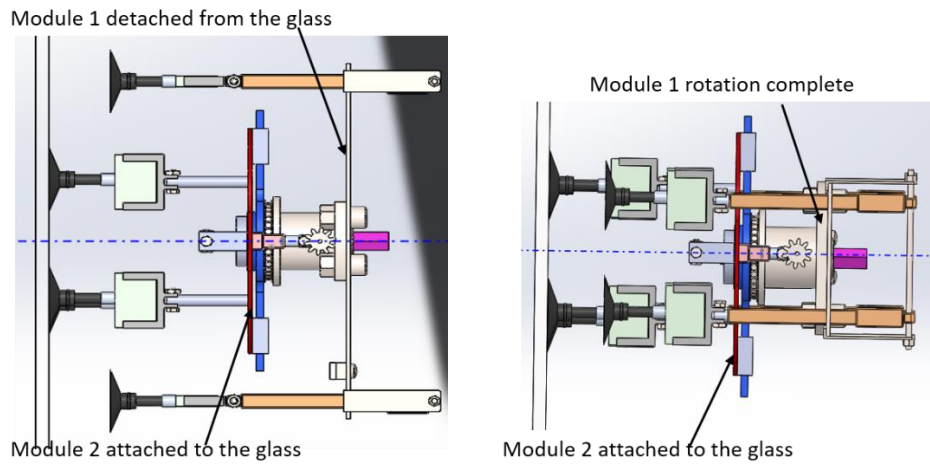 Module 1 detached from the glass
Module 1 rotation complete
Module 2 attached to the glass
Module 2 attached to the glass